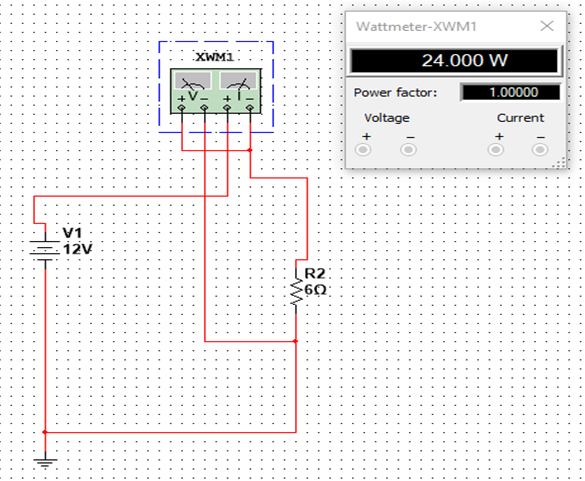 XWM1
V I
+ - + -
V1
12V
R2
6Ω
Wattmeter-XWM1
24.000 W
Power factor: 1.00000
Voltage Current
+ - + -